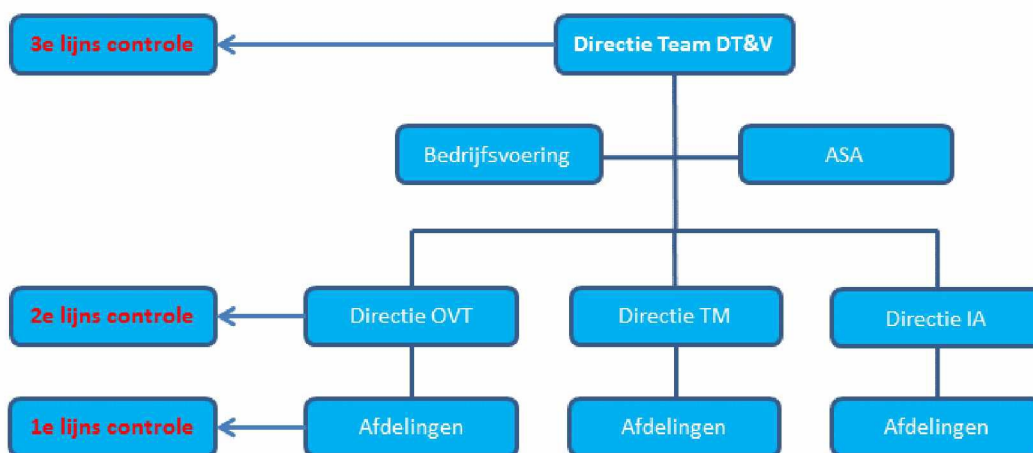 3e lijns controle
Directie Team DT&V
Bedrijfsvoering
ASA
2e lijns controle
Directie OVT
Directie TM
Directie IA
1e lijns controle
Afdelingen
Afdelingen
Afdelingen